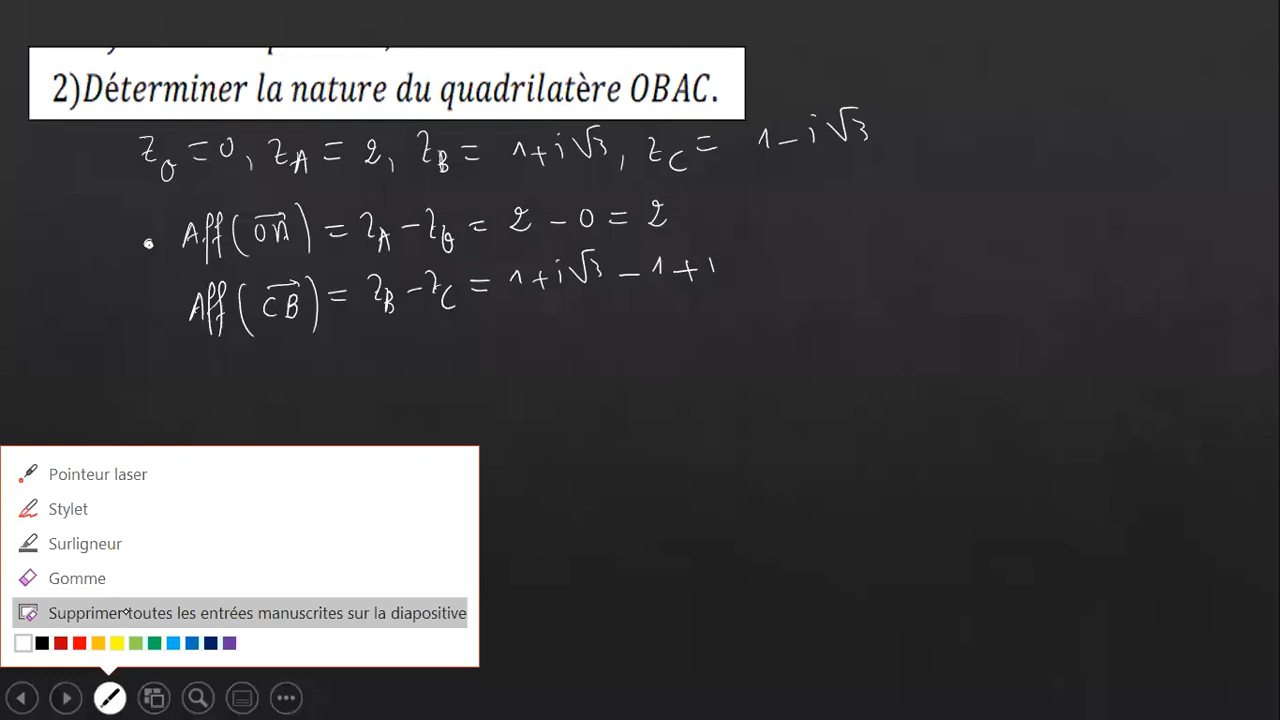 2)Déterminer la nature du quadrilatère OBAC.
z_O = 0, z_A = 2, z_B = 1+i√3, z_C = 1-i√3
• Aff(OA) = z_A - z_O = 2 - 0 = 2
Aff(CB) = z_B - z_C = 1+i√3 - 1 +
Pointeur laser
Stylet
Surligneur
Gomme
Supprimer toutes les entrées manuscrites sur la diapositive